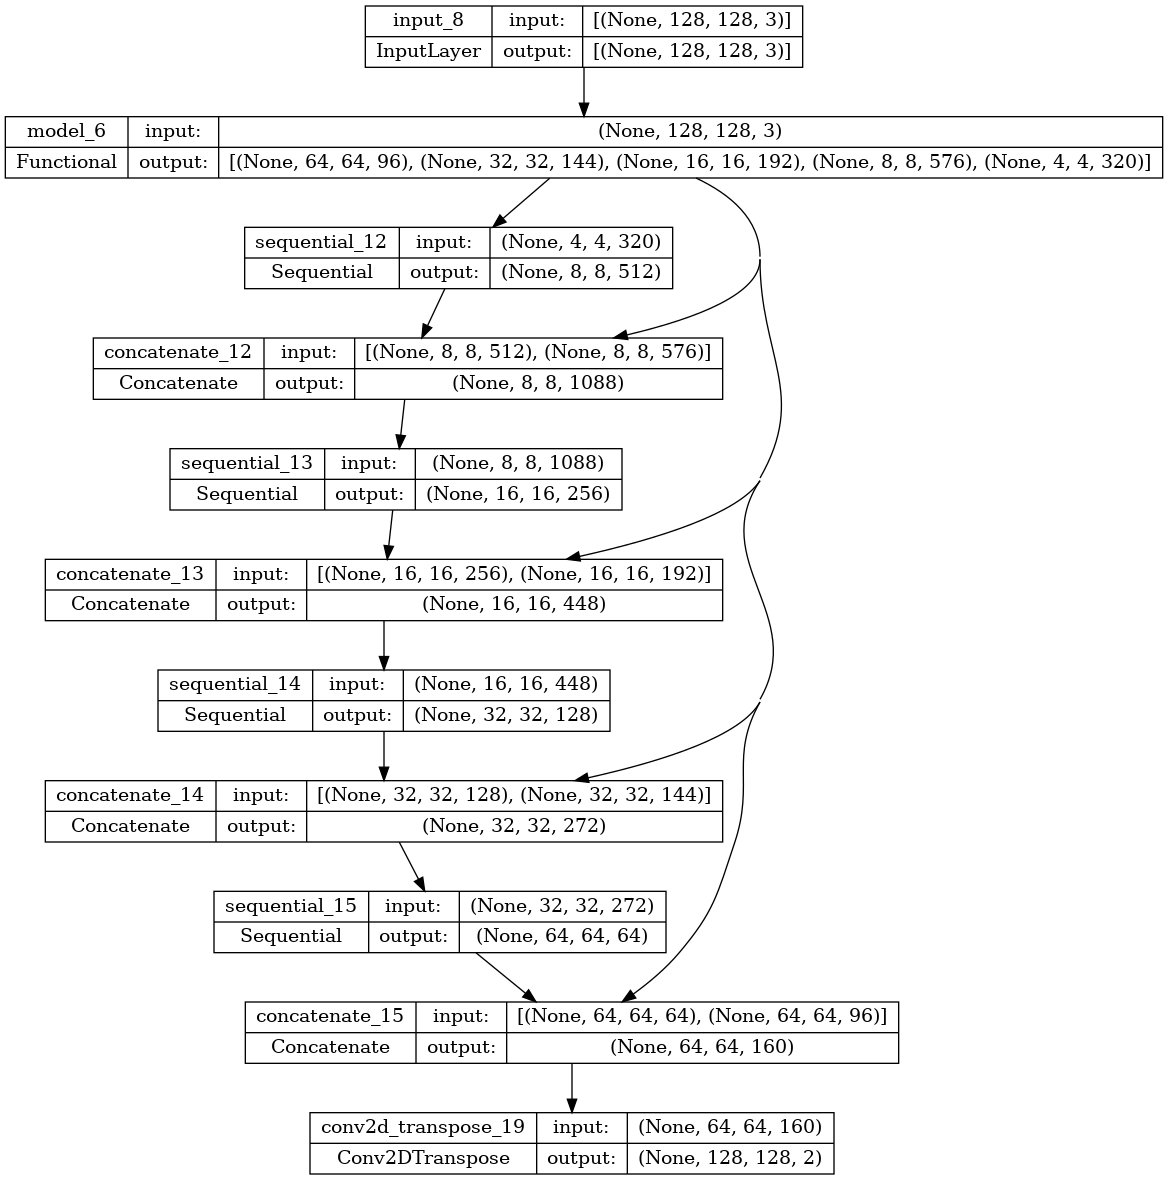 input_8 input: [(None, 128, 128, 3)]
InputLayer output: [(None, 128, 128, 3)]
model_6 input: (None, 128, 128, 3)
Functional output: [(None, 64, 64, 96), (None, 32, 32, 144), (None, 16, 16, 192), (None, 8, 8, 576), (None, 4, 4, 320)]
sequential_12 input: (None, 4, 4, 320)
Sequential output: (None, 8, 8, 512)
concatenate_12 input: [(None, 8, 8, 512), (None, 8, 8, 576)]
Concatenate output: (None, 8, 8, 1088)
sequential_13 input: (None, 8, 8, 1088)
Sequential output: (None, 16, 16, 256)
concatenate_13 input: [(None, 16, 16, 256), (None, 16, 16, 192)]
Concatenate output: (None, 16, 16, 448)
sequential_14 input: (None, 16, 16, 448)
Sequential output: (None, 32, 32, 128)
concatenate_14 input: [(None, 32, 32, 128), (None, 32, 32, 144)]
Concatenate output: (None, 32, 32, 272)
sequential_15 input: (None, 32, 32, 272)
Sequential output: (None, 64, 64, 64)
concatenate_15 input: [(None, 64, 64, 64), (None, 64, 64, 96)]
Concatenate output: (None, 64, 64, 160)
conv2d_transpose_19 input: (None, 64, 64, 160)
Conv2DTranspose output: (None, 128, 128, 2)